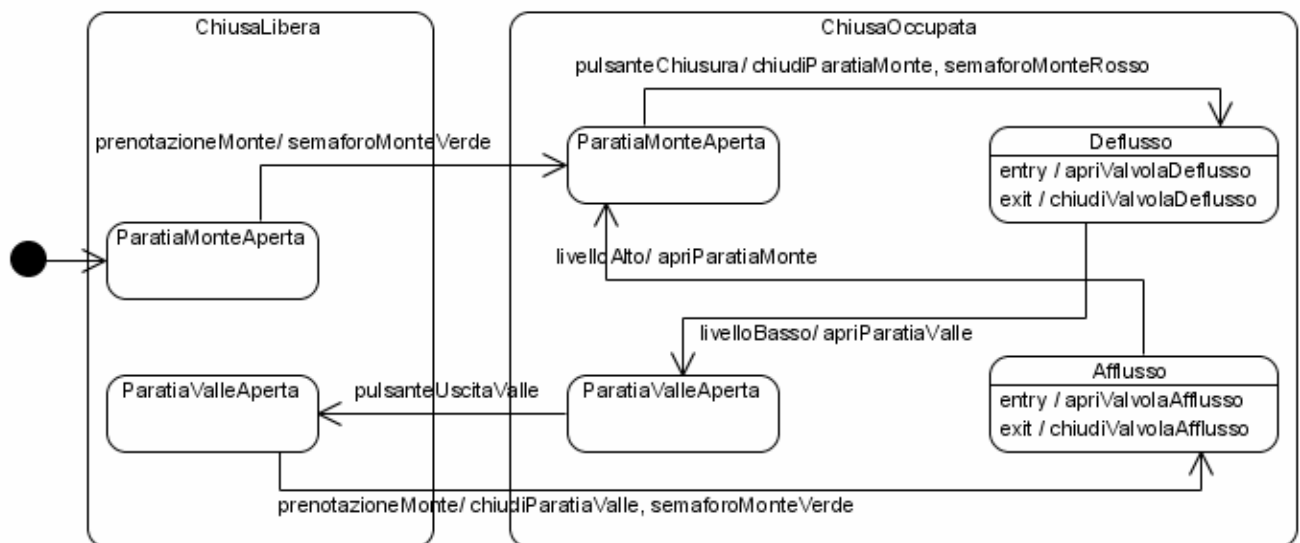 ChiusaLibera
ChiusaOccupata
pulsanteChiusura/ chiudiParatiaMonte, semaforoMonteRosso
prenotazioneMonte/ semaforoMonteVerde
ParatiaMonteAperta
Deflusso
entry / apriValvolaDeflusso
exit / chiudiValvolaDeflusso
ParatiaMonteAperta
livelloAlto/ apriParatiaMonte
livelloBasso/ apriParatiaValle
ParatiaValleAperta
pulsanteUscitaValle
ParatiaValleAperta
Afflusso
entry / apriValvolaAfflusso
exit / chiudiValvolaAfflusso
prenotazioneMonte/ chiudiParatiaValle, semaforoMonteVerde